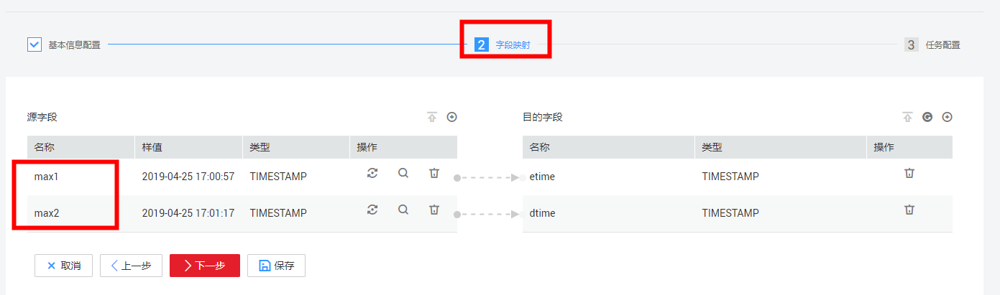 基本信息配置
2 字段映射
3 任务配置
源字段
目的字段
名称 样值 类型 操作
名称 类型 操作
max1 2019-04-25 17:00:57 TIMESTAMP
etime TIMESTAMP
max2 2019-04-25 17:01:17 TIMESTAMP
dtime TIMESTAMP
取消 上一步 下一步 保存